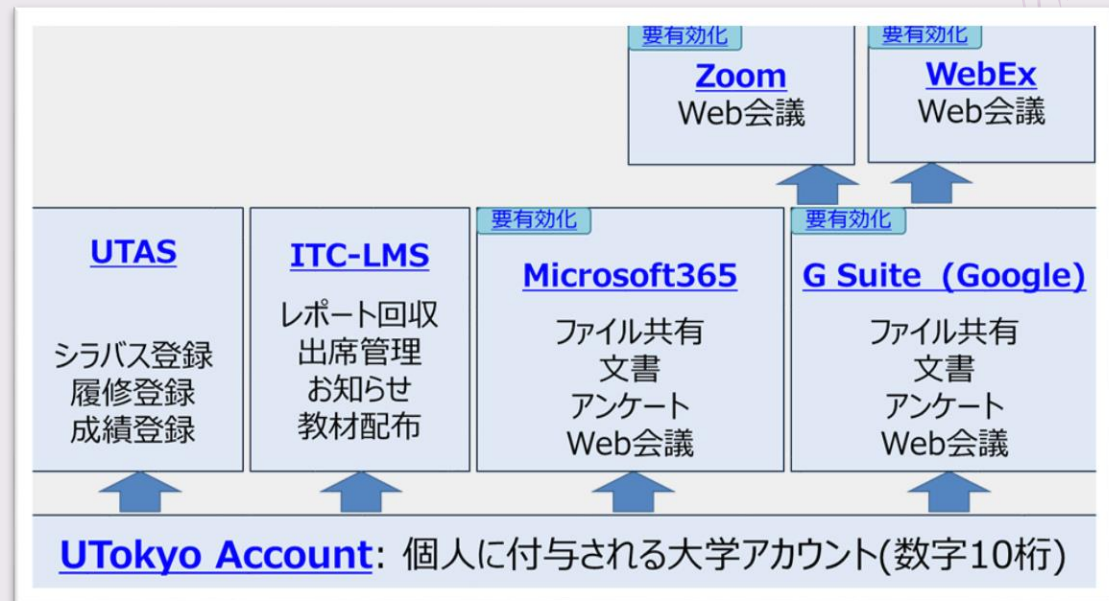 要有効化
Zoom
Web会議
要有効化
WebEx
Web会議
UTAS
シラバス登録
履修登録
成績登録
ITC-LMS
レポート回収
出席管理
お知らせ
教材配布
要有効化
Microsoft365
ファイル共有
文書
アンケート
Web会議
要有効化
G Suite (Google)
ファイル共有
文書
アンケート
Web会議
UTokyo Account: 個人に付与される大学アカウント(数字10桁)